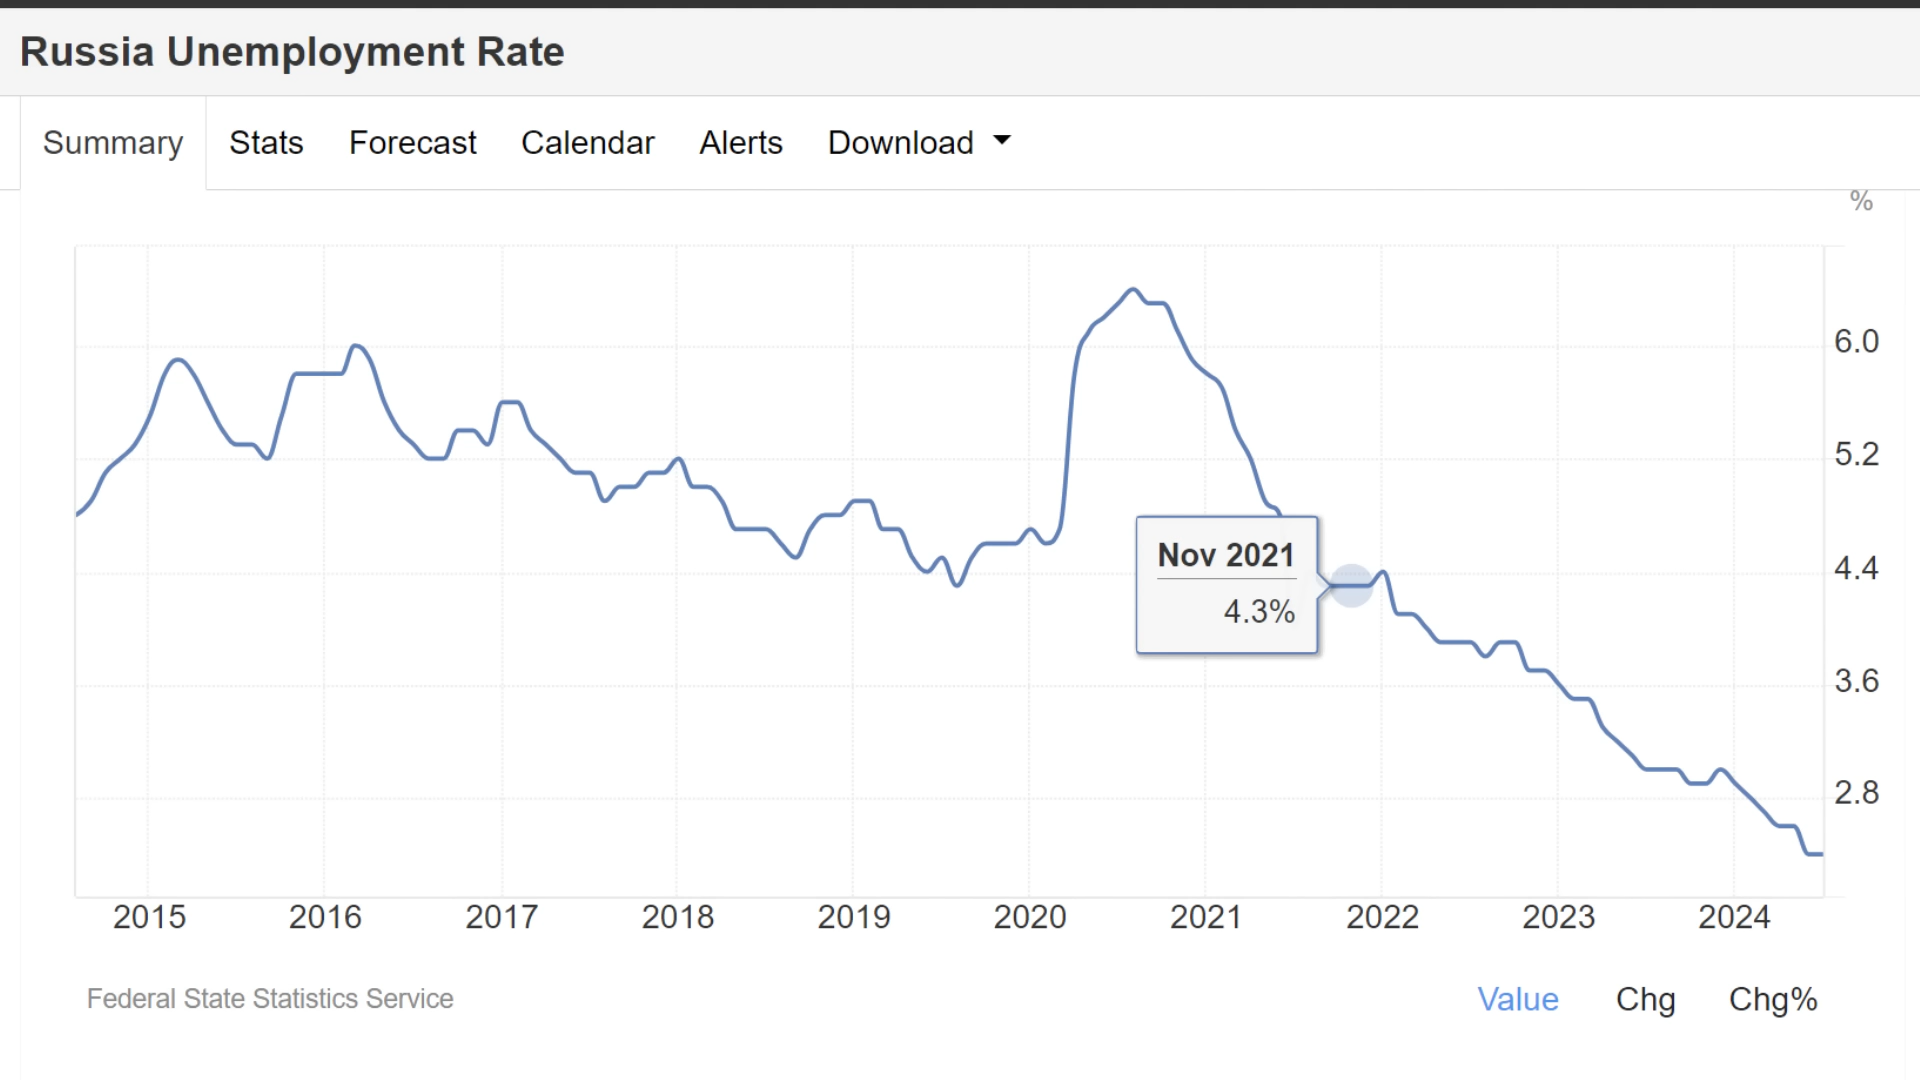 Russia Unemployment Rate
Summary Stats Forecast Calendar Alerts Download
%
6.0
5.2
4.4
3.6
2.8
Nov 2021
4.3%
2015 2016 2017 2018 2019 2020 2021 2022 2023 2024
Federal State Statistics Service
Value Chg Chg%